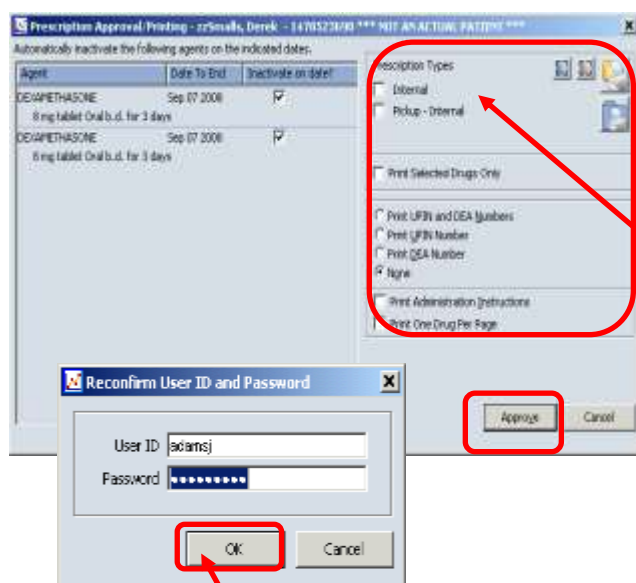 Prescription Approval/Printing - zzSmalls, Derek - *** NOT AN ACTUAL PATIENT ***
Automatically inactivate the following agents on the indicated dates.
Agent Date To End Inactivate on date?
DEXAMETHASONE Sep 07 2008
8 mg tablet Oral b.d. for 3 days
DEXAMETHASONE Sep 07 2008
8 mg tablet Oral b.d. for 3 days
Prescription Types
Internal
Pickup - Internal
Print Selected Drugs Only
Print UPIN and DEA Numbers
Print UPIN Number
Print DEA Number
None
Print Administration Instructions
Print One Drug Per Page
Approve Cancel
Reconfirm User ID and Password
User ID adamsj
Password
OK Cancel